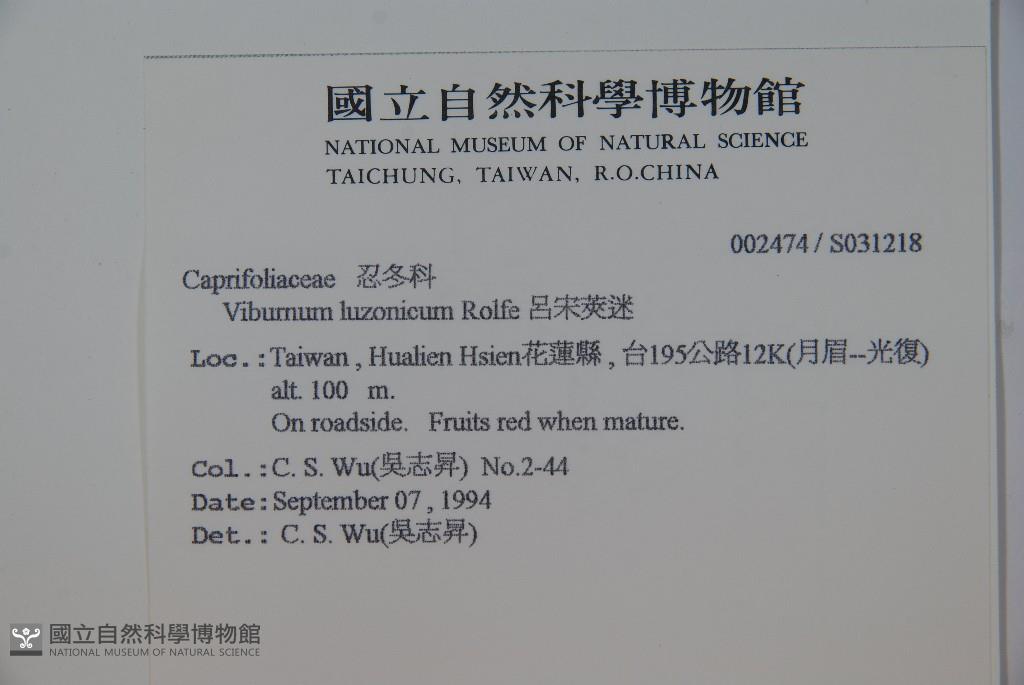 國立自然科學博物館
NATIONAL MUSEUM OF NATURAL SCIENCE
TAICHUNG, TAIWAN, R.O.CHINA
002474 / S031218
Caprifoliaceae 忍冬科
Viburnum luzonicum Rolfe 呂宋莢迷
Loc.:Taiwan , Hualien Hsien花蓮縣 , 台195公路12K(月眉--光復)
alt. 100 m.
On roadside. Fruits red when mature.
Col.:C. S. Wu(吳志昇) No.2-44
Date:September 07 , 1994
Det.: C. S. Wu(吳志昇)
國立自然科學博物館
NATIONAL MUSEUM OF NATURAL SCIENCE